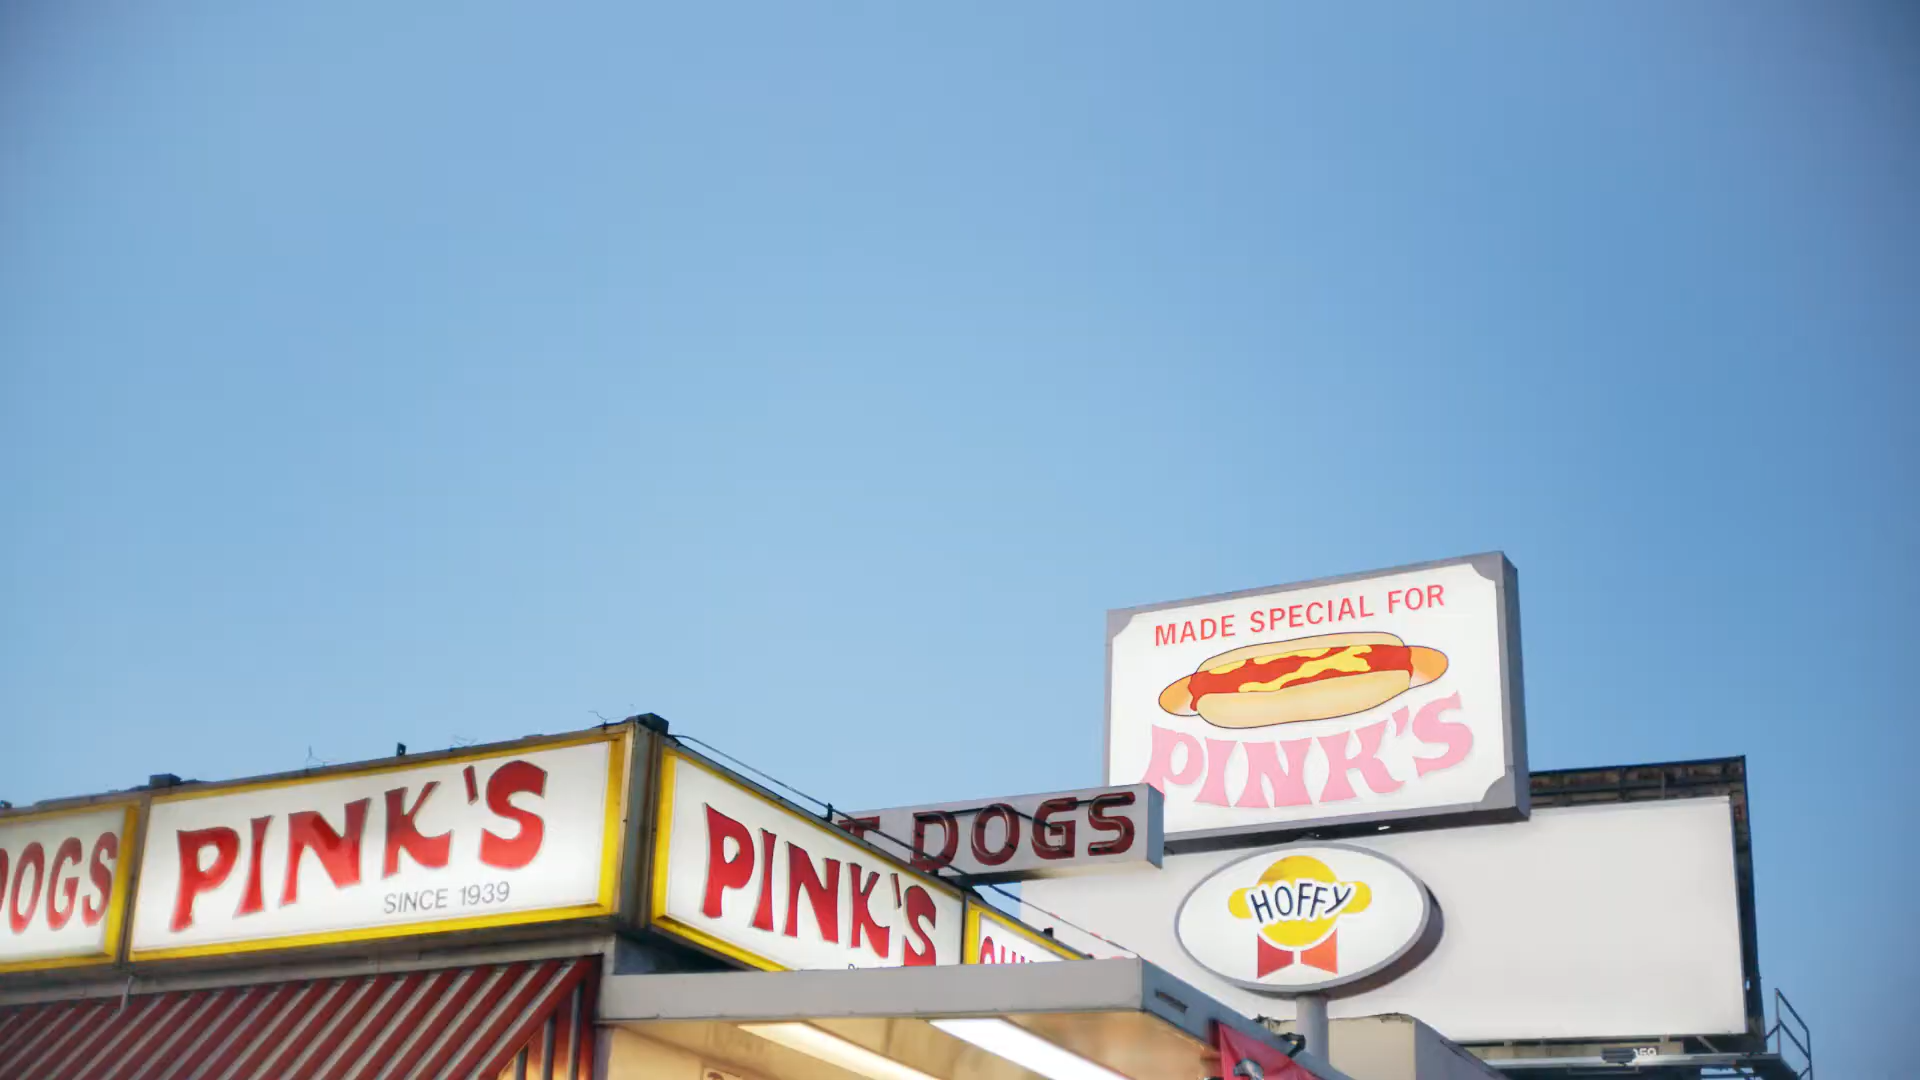 MADE SPECIAL FOR
PINK'S
DOGS
PINK'S
SINCE 1939
PINK'S
DOGS
HOFFY